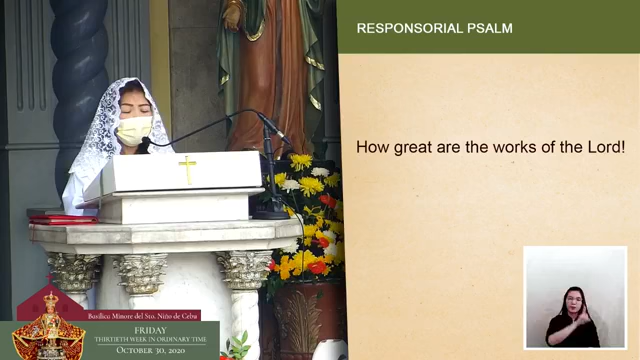 RESPONSORIAL PSALM
How great are the works of the Lord!
Basilica Minore del Sto. Niño de Cebu
FRIDAY
THIRTIETH WEEK IN ORDINARY TIME
OCTOBER 30, 2020